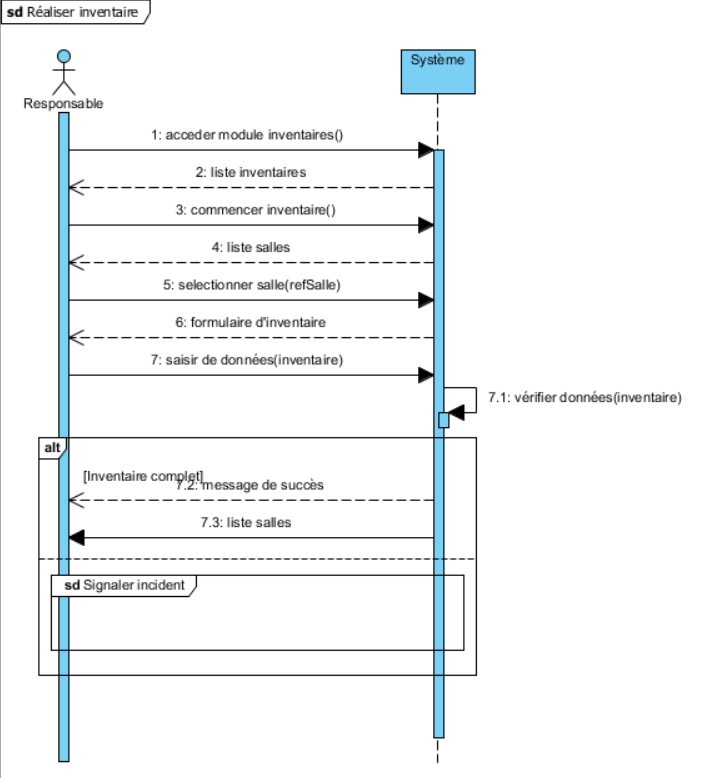 sd Réaliser inventaire
Système
Responsable
1: acceder module inventaires()
2: liste inventaires
3: commencer inventaire()
4: liste salles
5: selectionner salle(refSalle)
6: formulaire d'inventaire
7: saisir de données(inventaire)
7.1: vérifier données(inventaire)
alt
[Inventaire complet]
7.2: message de succès
7.3: liste salles
sd Signaler incident